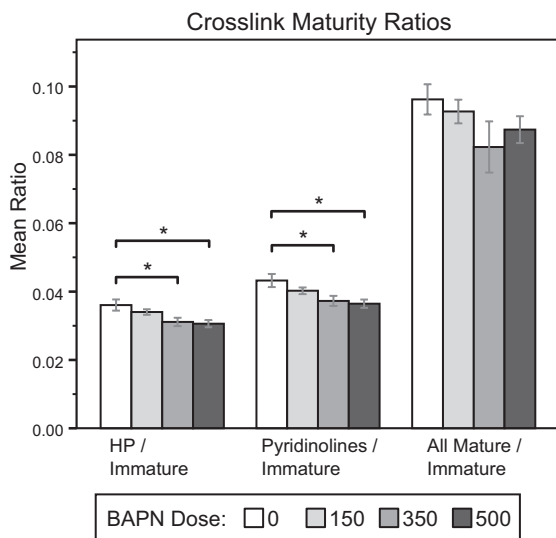 Crosslink Maturity Ratios
Mean Ratio
0.10
0.08
0.06
0.04
0.02
0.00
*
*
*
*
HP /
Immature
Pyridinolines /
Immature
All Mature /
Immature
BAPN Dose: 0 150 350 500